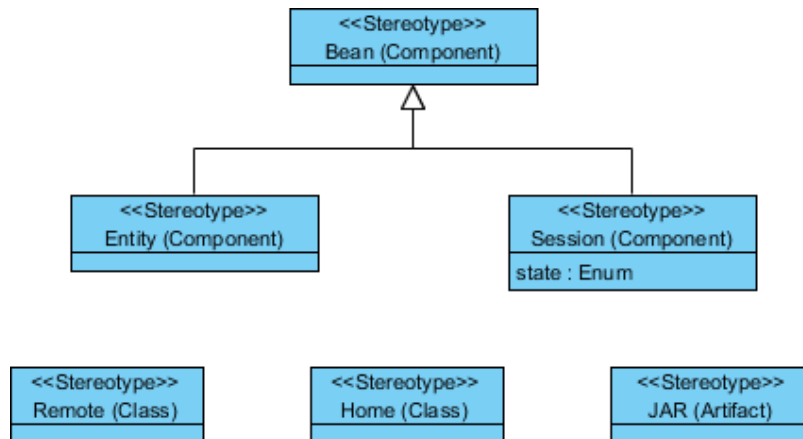 <<Stereotype>>
Bean (Component)
<<Stereotype>>
Entity (Component)
<<Stereotype>>
Session (Component)
state : Enum
<<Stereotype>>
Remote (Class)
<<Stereotype>>
Home (Class)
<<Stereotype>>
JAR (Artifact)